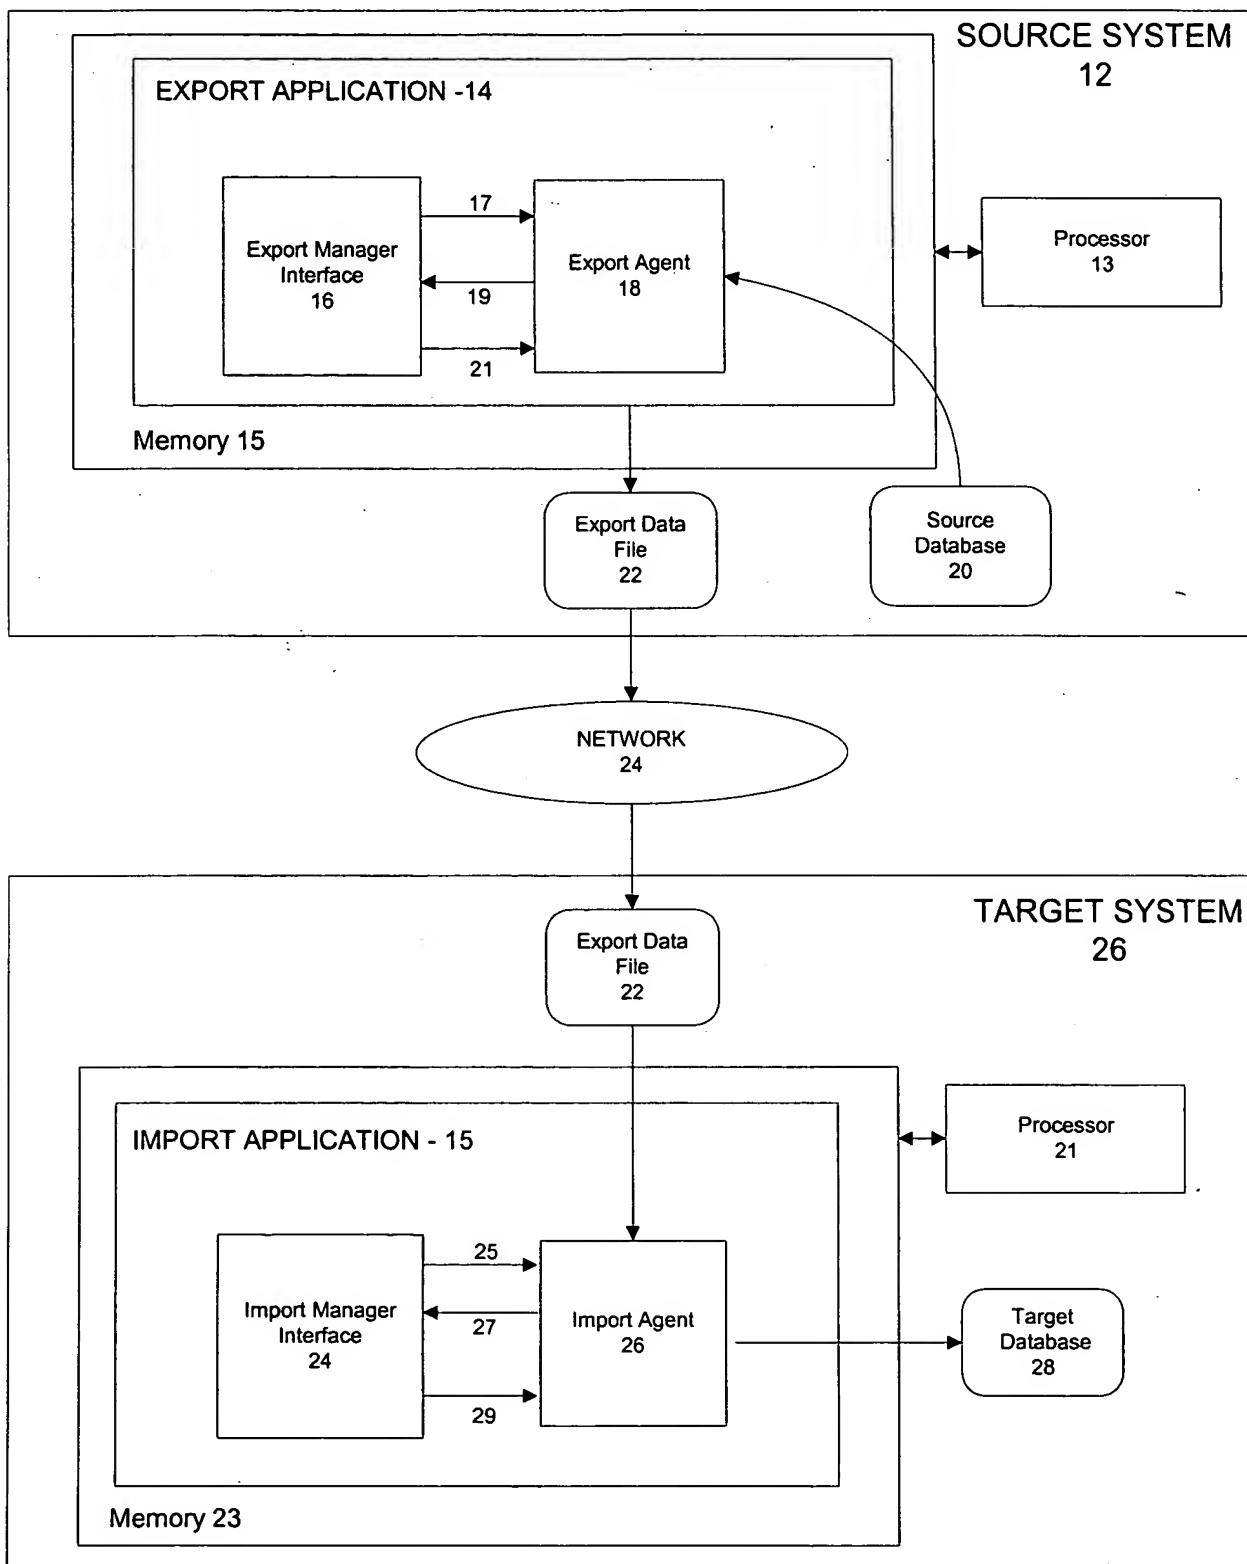 SOURCE SYSTEM
12
EXPORT APPLICATION -14
Export Manager
Interface
16
17
19
21
Export Agent
18
Processor
13
Memory 15
Export Data
File
22
Source
Database
20
NETWORK
24
TARGET SYSTEM
26
Export Data
File
22
IMPORT APPLICATION - 15
Processor
21
Import Manager
Interface
24
25
27
29
Import Agent
26
Target
Database
28
Memory 23